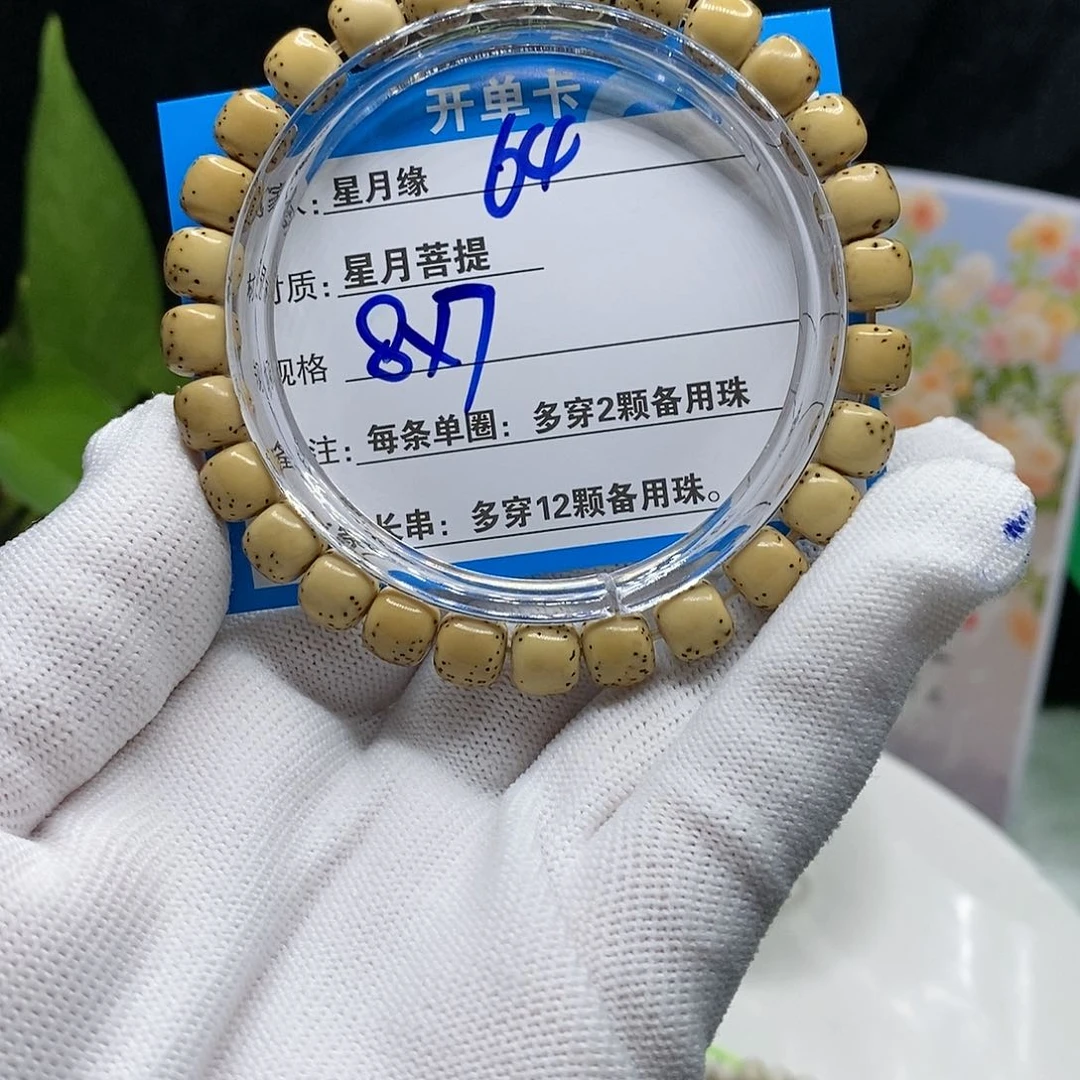 开单卡
人: 星月缘 64
材质: 星月菩提
规格 8X7
备注: 每条单圈: 多穿2颗备用珠
长串: 多穿12颗备用珠。